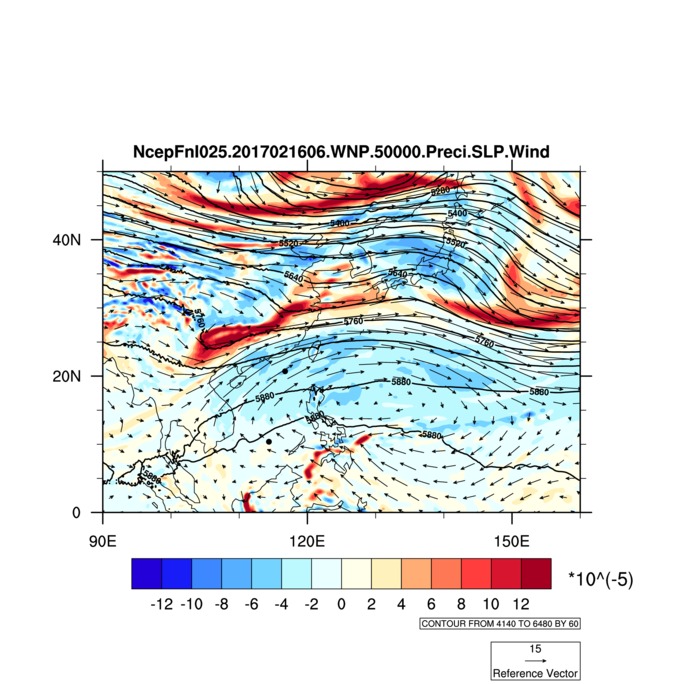 NcepFnl025.2017021606.WNP.50000.Preci.SLP.Wind
5280
5400
5400
40N
5520
5520
5640
5640
5760
5760
5760
20N
5880
5880
5880
5880
5880
5880
0
90E 120E 150E
-12 -10 -8 -6 -4 -2 0 2 4 6 8 10 12
*10^(-5)
CONTOUR FROM 4140 TO 6480 BY 60
15
Reference Vector